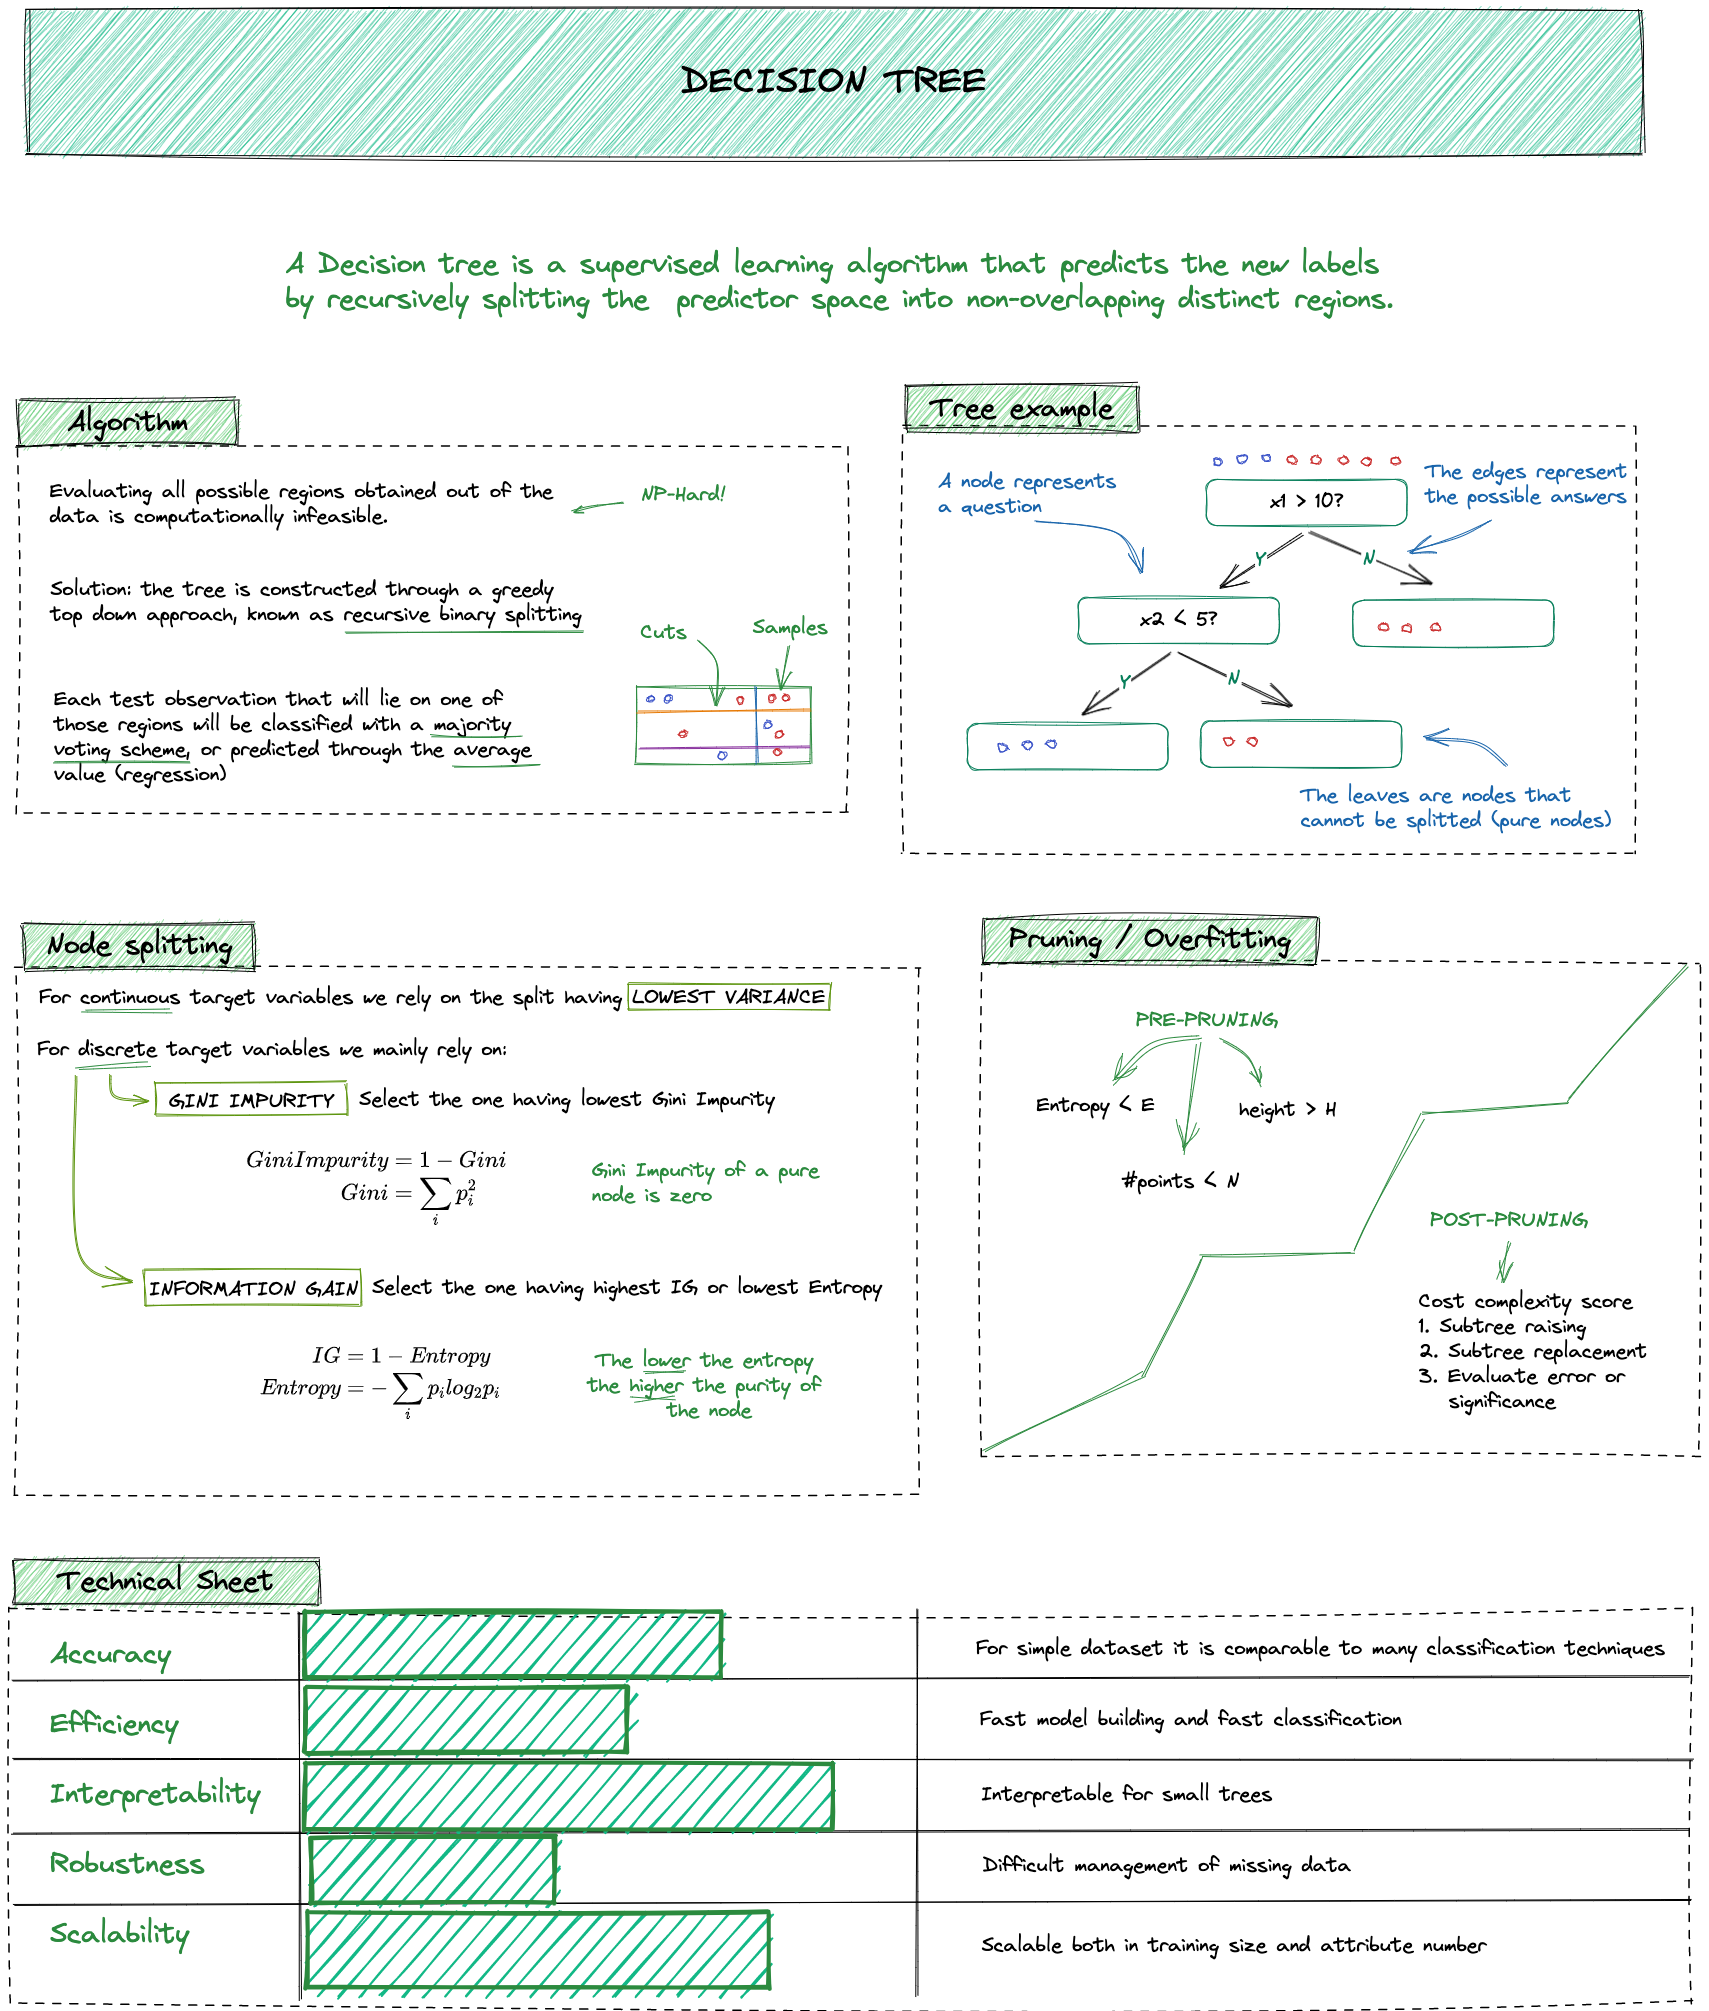 DECISION TREE
A Decision tree is a supervised learning algorithm that predicts the new labels
by recursively splitting the predictor space into non-overlapping distinct regions.
Algorithm
Evaluating all possible regions obtained out of the
data is computationally infeasible.
NP-Hard!
Solution: the tree is constructed through a greedy
top down approach, known as recursive binary splitting
Cuts
Samples
Each test observation that will lie on one of
those regions will be classified with a majority
voting scheme, or predicted through the average
value (regression)
Tree example
A node represents
a question
The edges represent
the possible answers
x1 > 10?
Y
N
x2 < 5?
Y
N
The leaves are nodes that
cannot be splitted (pure nodes)
Node splitting
For continuous target variables we rely on the split having LOWEST VARIANCE
For discrete target variables we mainly rely on:
GINI IMPURITY Select the one having lowest Gini Impurity
GiniImpurity = 1 − Gini
Gini = ∑ᵢ pᵢ²
Gini Impurity of a pure
node is zero
INFORMATION GAIN Select the one having highest IG or lowest Entropy
IG = 1 − Entropy
Entropy = − ∑ᵢ pᵢlog₂pᵢ
The lower the entropy
the higher the purity of
the node
Pruning / Overfitting
PRE-PRUNING
Entropy < E
height > H
#points < N
POST-PRUNING
Cost complexity score
1. Subtree raising
2. Subtree replacement
3. Evaluate error or
significance
Technical Sheet
Accuracy
For simple dataset it is comparable to many classification techniques
Efficiency
Fast model building and fast classification
Interpretability
Interpretable for small trees
Robustness
Difficult management of missing data
Scalability
Scalable both in training size and attribute number